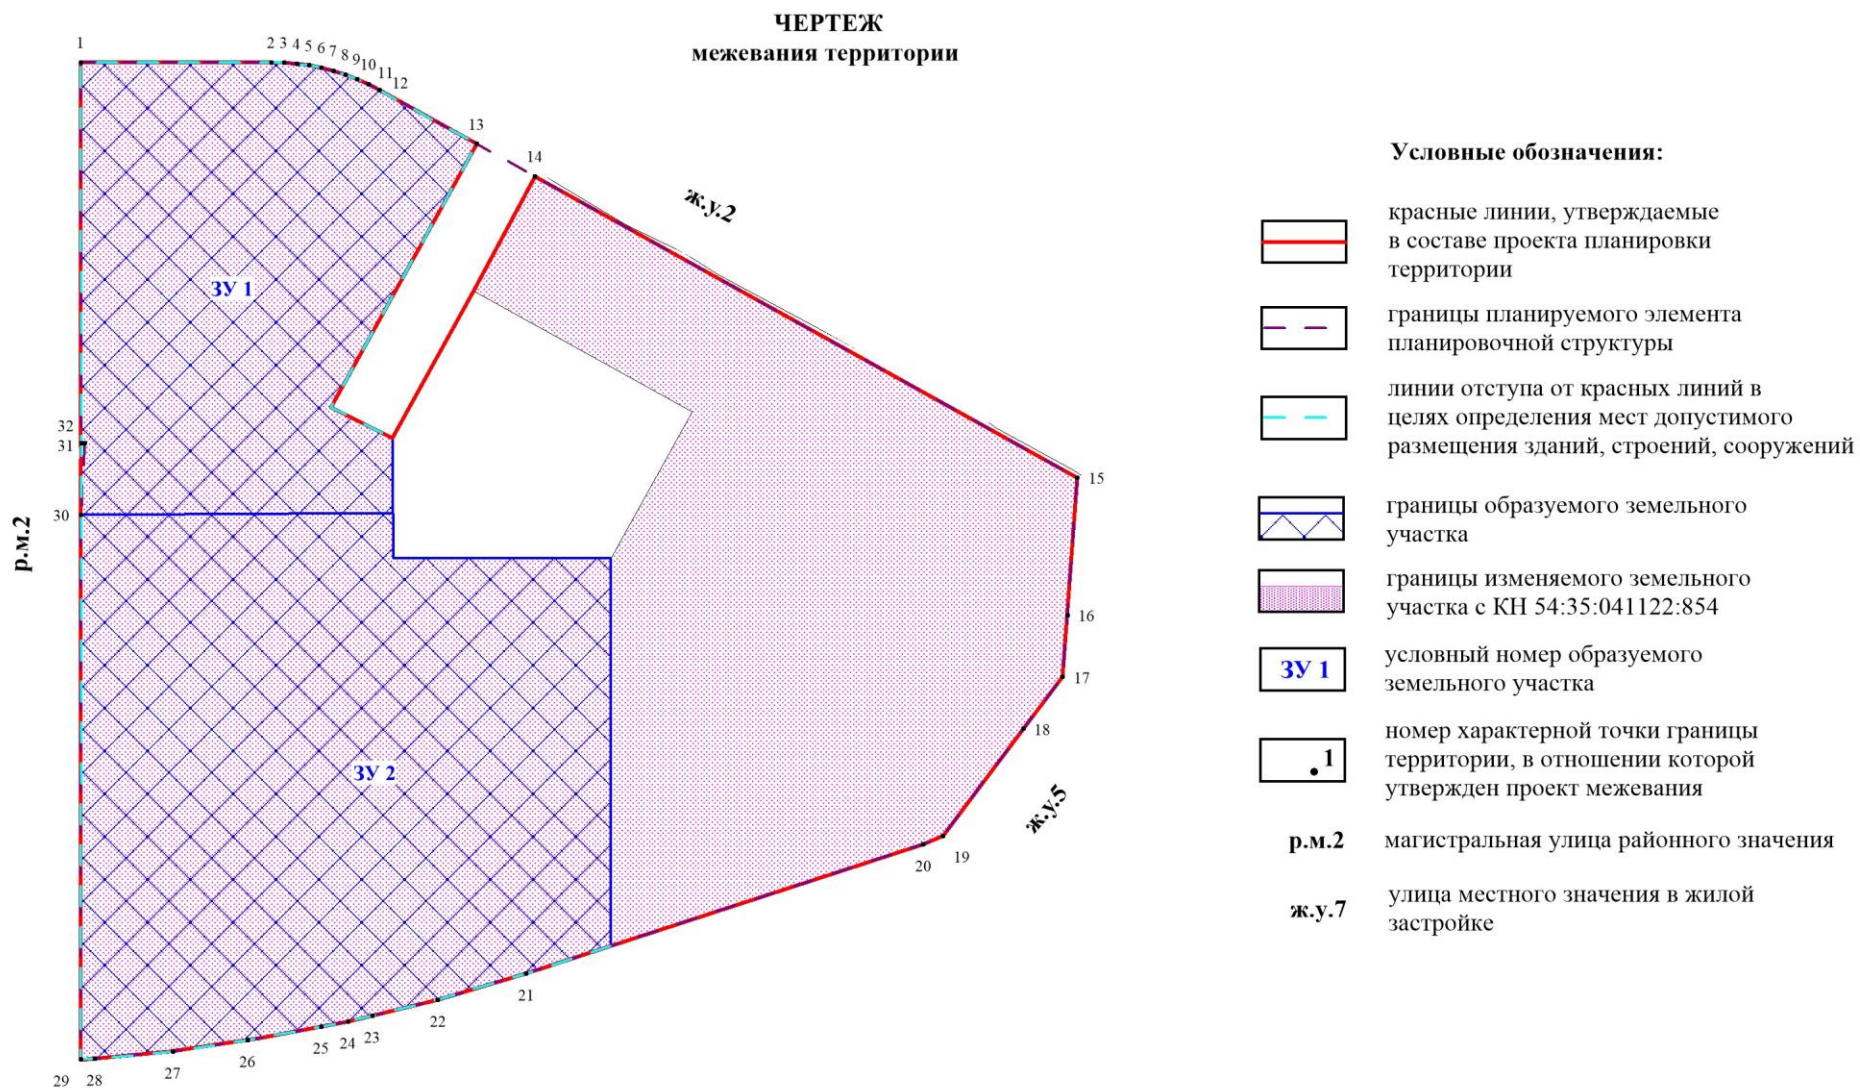 ЧЕРТЕЖ
межевания территории
1
2 3 4 5 6 7 8 9 10 11 12
13
14
ж.у.2
ЗУ 1
32
31
30
р.м.2
15
16
17
18
ж.у.5
19
20
ЗУ 2
21
22
23
24
25
26
27
28
29
Условные обозначения:
красные линии, утверждаемые
в составе проекта планировки
территории
границы планируемого элемента
планировочной структуры
линии отступа от красных линий в
целях определения мест допустимого
размещения зданий, строений, сооружений
границы образуемого земельного
участка
границы изменяемого земельного
участка с КН 54:35:041122:854
ЗУ 1
условный номер образуемого
земельного участка
1
номер характерной точки границы
территории, в отношении которой
утвержден проект межевания
р.м.2 магистральная улица районного значения
ж.у.7
улица местного значения в жилой
застройке